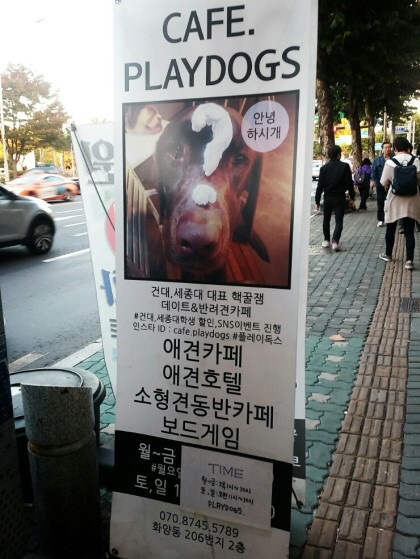 CAFE.
PLAYDOGS
안녕
하시개
건대,세종대 대표 핵꿀잼
데이트&반려견카페
#건대,세종대학생 할인,SNS이벤트 진행
인스타 ID : cafe.playdogs #플레이독스
애견카페
애견호텔
소형견동반카페
보드게임
월~금
#월요
토,일 1
TIME
PLAYDOGS
070.8745.5789
화양동 206번지 2층